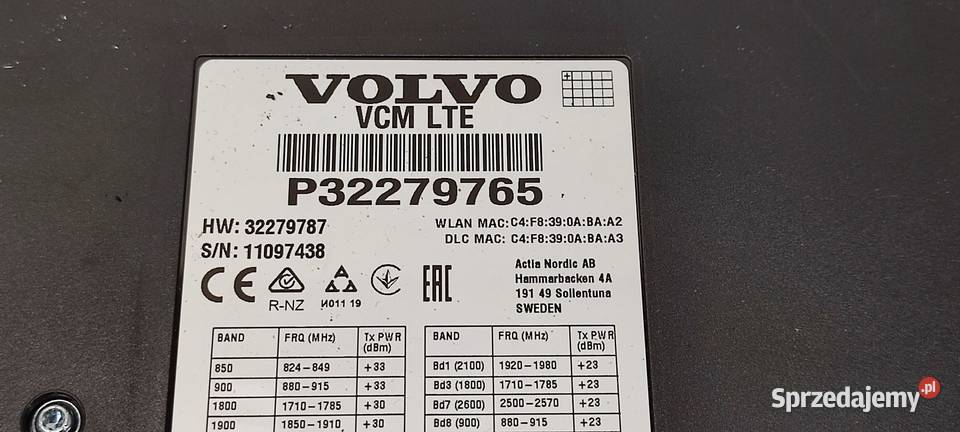 VOLVO
VCM LTE
P32279765
HW: 32279787
S/N: 11097438
WLAN MAC: C4:F8:39:0A:BA:A2
DLC MAC: C4:F8:39:0A:BA:A3
CE
R-NZ
И011 19
EAC
Actia Nordic AB
Hammarbacken 4A
191 49 Sollentuna
SWEDEN
BAND FRQ (MHz) Tx PWR (dBm)
850 824-849 +33
900 880-915 +33
1800 1710-1785 +30
1900 1850-1910 +30
BAND FRQ (MHz) Tx PWR (dBm)
Bd1 (2100) 1920-1980 +23
Bd3 (1800) 1710-1785 +23
Bd7 (2600) 2500-2570 +23
Bd8 (900) 880-915 +23
Sprzedajemy.pl